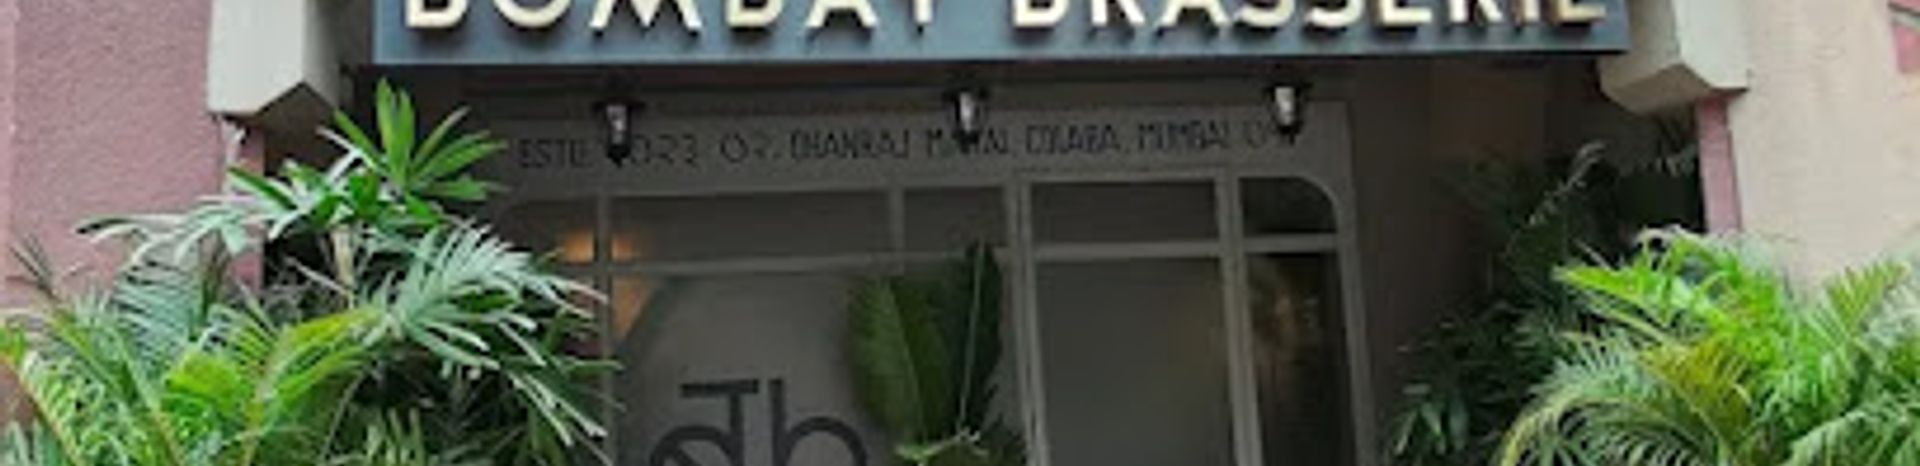 BOMBAY BRASSERIE
DHANRAJ MAHAL, COLABA, MUMBAI